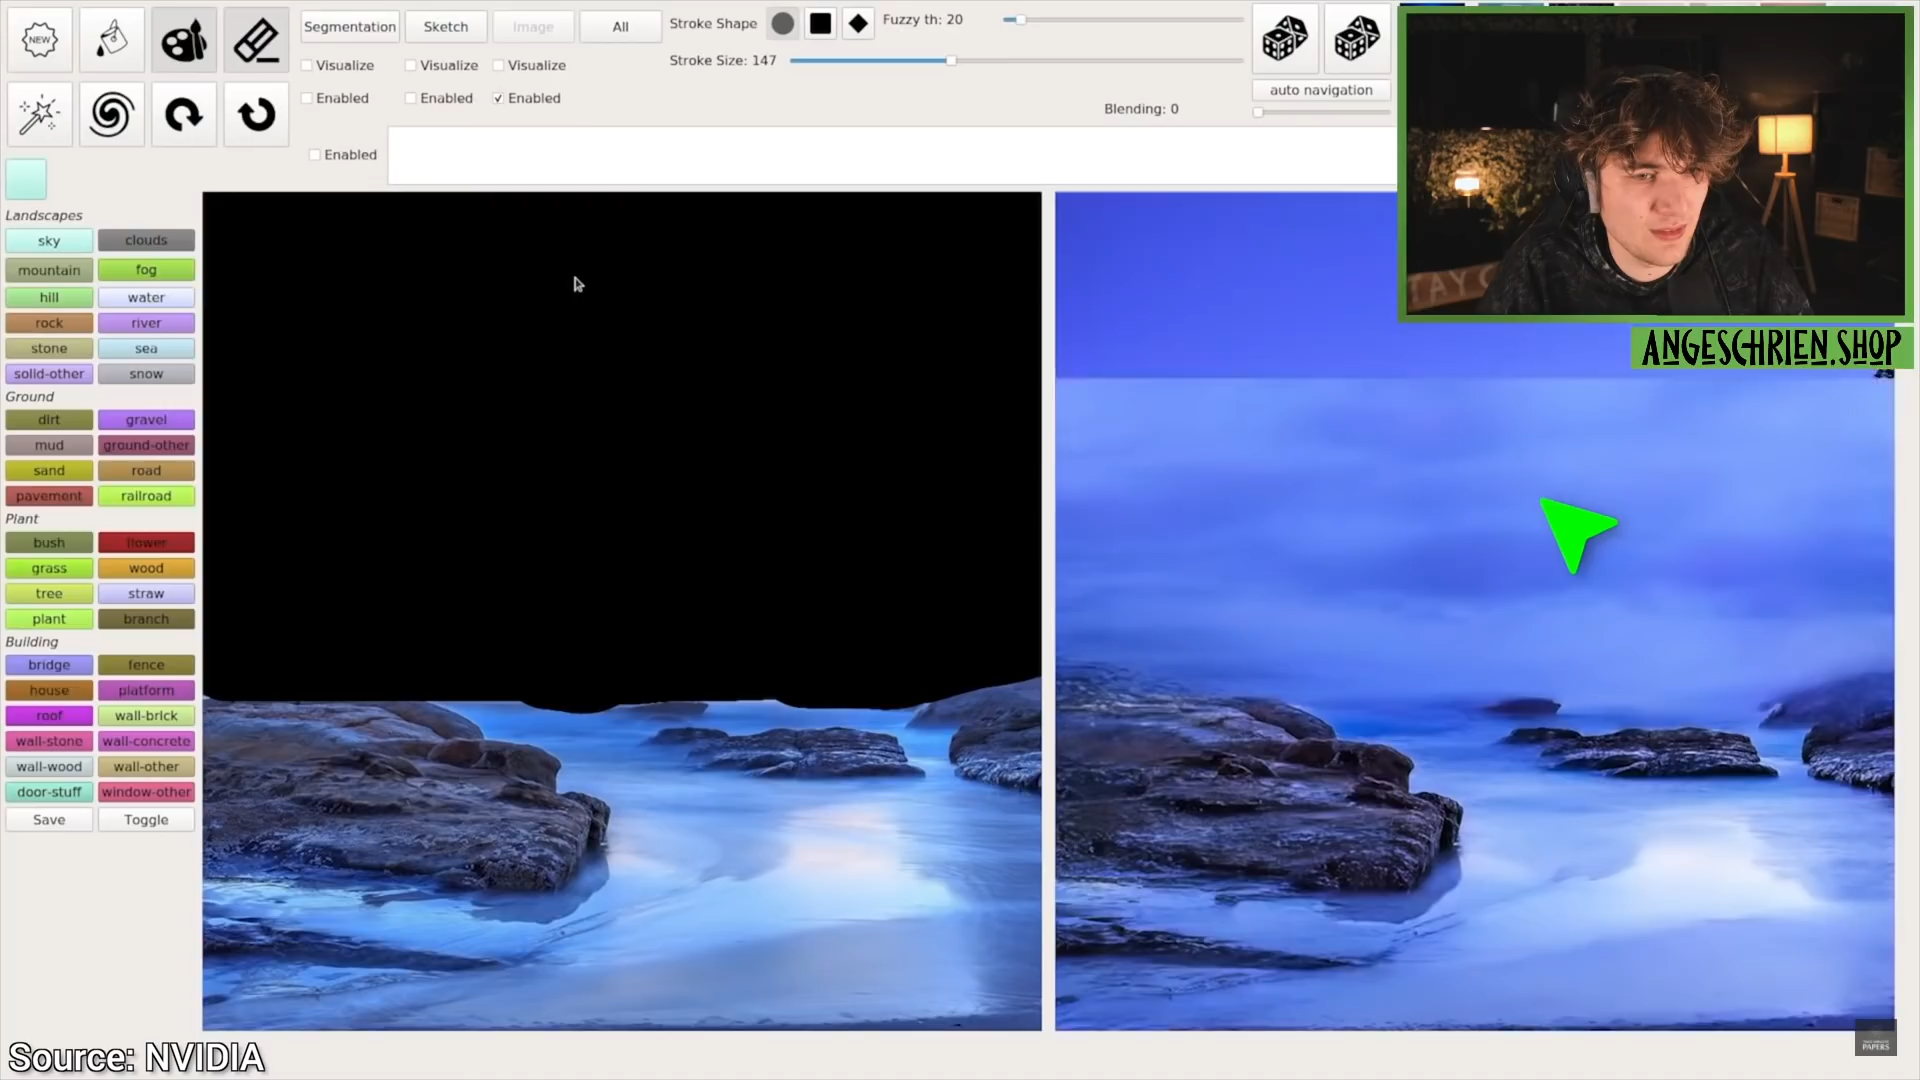 NEW
Segmentation Sketch Image All
Visualize Visualize Visualize
Enabled Enabled Enabled
Enabled
Stroke Shape
Fuzzy th: 20
Stroke Size: 147
Blending: 0
auto navigation
ANGESCHRIEN.SHOP
Landscapes
sky clouds
mountain fog
hill water
rock river
stone sea
solid-other snow
Ground
dirt gravel
mud ground-other
sand road
pavement railroad
Plant
bush flower
grass wood
tree straw
plant branch
Building
bridge fence
house platform
roof wall-brick
wall-stone wall-concrete
wall-wood wall-other
door-stuff window-other
Save Toggle
Source: NVIDIA
PAPERS